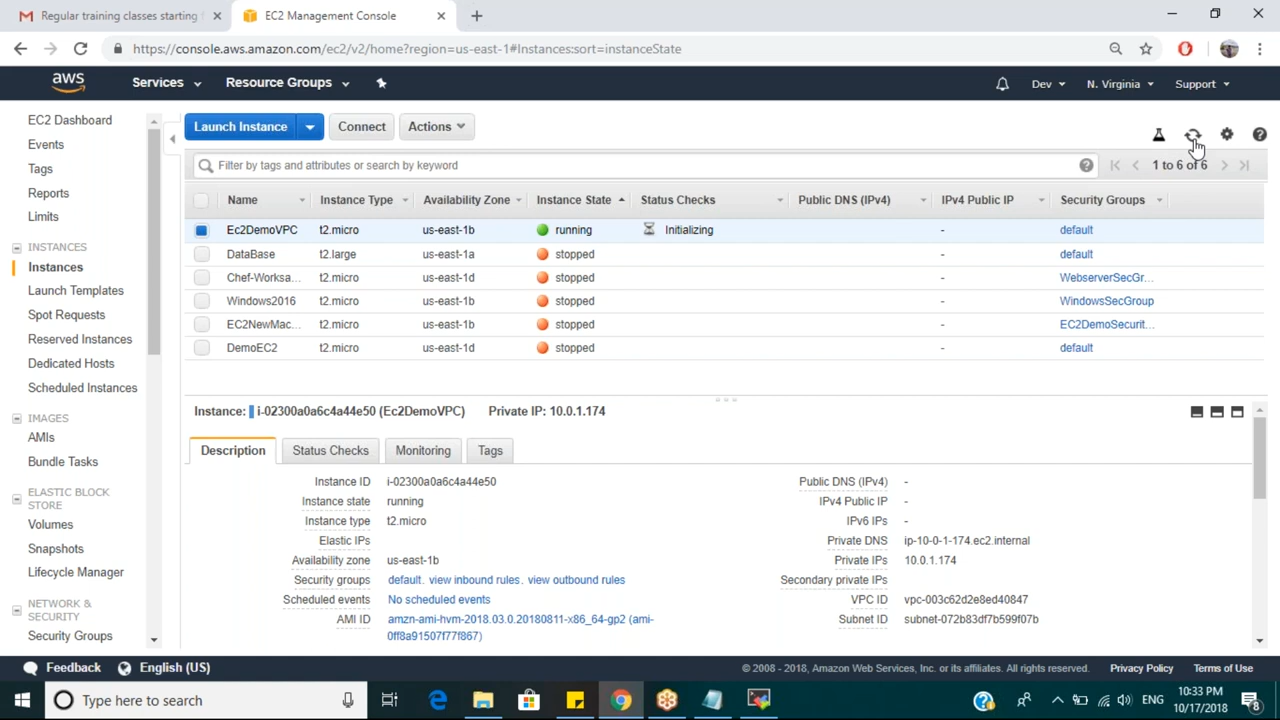 Regular training classes starting
EC2 Management Console
https://console.aws.amazon.com/ec2/v2/home?region=us-east-1#Instances:sort=instanceState
aws
Services
Resource Groups
Dev
N. Virginia
Support
EC2 Dashboard
Events
Tags
Reports
Limits
INSTANCES
Instances
Launch Templates
Spot Requests
Reserved Instances
Dedicated Hosts
Scheduled Instances
IMAGES
AMIs
Bundle Tasks
ELASTIC BLOCK
STORE
Volumes
Snapshots
Lifecycle Manager
NETWORK &
SECURITY
Security Groups
Launch Instance
Connect
Actions
Filter by tags and attributes or search by keyword
1 to 6 of 6
Name Instance Type Availability Zone Instance State Status Checks Public DNS (IPv4) IPv4 Public IP Security Groups
Ec2DemoVPC t2.micro us-east-1b running Initializing - default
DataBase t2.large us-east-1a stopped - default
Chef-Worksa... t2.micro us-east-1d stopped - WebserverSecGr...
Windows2016 t2.micro us-east-1b stopped - WindowsSecGroup
EC2NewMac... t2.micro us-east-1b stopped - EC2DemoSecurit...
DemoEC2 t2.micro us-east-1d stopped - default
Instance: i-02300a0a6c4a44e50 (Ec2DemoVPC) Private IP: 10.0.1.174
Description
Status Checks
Monitoring
Tags
Instance ID i-02300a0a6c4a44e50
Instance state running
Instance type t2.micro
Elastic IPs
Availability zone us-east-1b
Security groups default. view inbound rules. view outbound rules
Scheduled events No scheduled events
AMI ID amzn-ami-hvm-2018.03.0.20180811-x86_64-gp2 (ami-
0ff8a91507f77f867)
Public DNS (IPv4) -
IPv4 Public IP -
IPv6 IPs -
Private DNS ip-10-0-1-174.ec2.internal
Private IPs 10.0.1.174
Secondary private IPs
VPC ID vpc-003c62d2e8ed40847
Subnet ID subnet-072b83df7b599f07b
Feedback
English (US)
© 2008 - 2018, Amazon Web Services, Inc. or its affiliates. All rights reserved.
Privacy Policy
Terms of Use
Type here to search
ENG
10:33 PM
10/17/2018
8